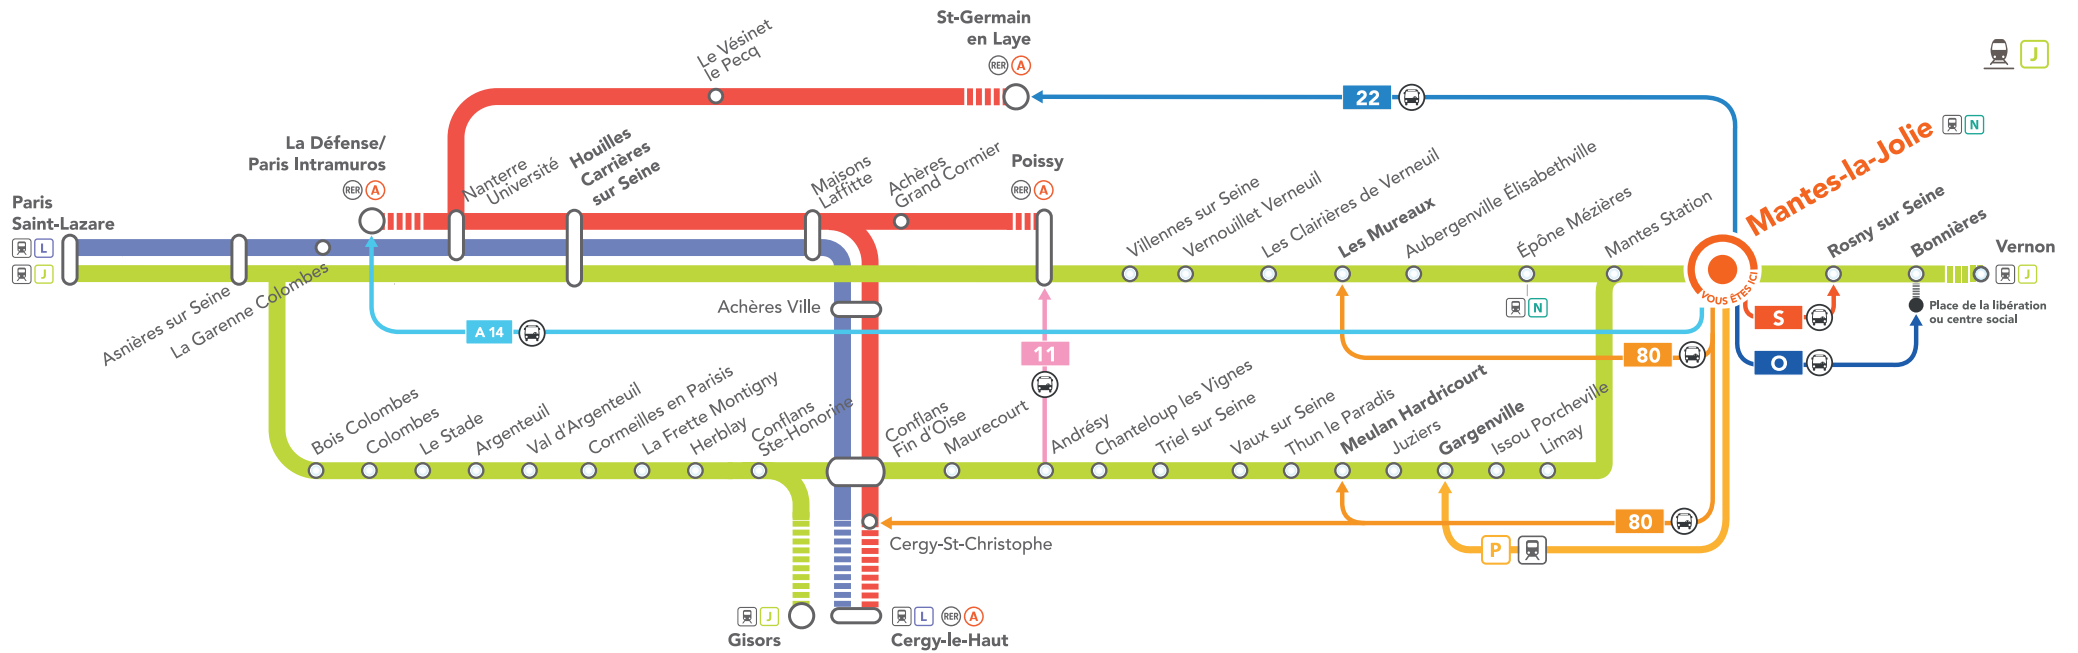 St-Germain
en Laye
RER A
Le Vésinet
le Pecq
22
J
Mantes-la-Jolie
N
La Défense/
Paris Intramuros
RER A
Nanterre
Université
Houilles
Carrières
sur Seine
Maisons
Laffitte
Achères
Grand Cormier
Poissy
RER A
Paris
Saint-Lazare
L
J
Asnières sur Seine
La Garenne Colombes
Villennes sur Seine
Vernouillet Verneuil
Les Clairières de Verneuil
Les Mureaux
Aubergenville Élisabethville
Épône Mézières
N
Mantes Station
VOUS ÊTES ICI
Rosny sur Seine
Bonnières
Vernon
J
Place de la libération
ou centre social
Achères Ville
A 14
11
80
S
O
Bois Colombes
Colombes
Le Stade
Argenteuil
Val d'Argenteuil
Cormeilles en Parisis
La Frette Montigny
Herblay
Conflans
Ste-Honorine
Conflans
Fin d'Oise
Maurecourt
Andrésy
Chanteloup les Vignes
Triel sur Seine
Vaux sur Seine
Thun le Paradis
Meulan Hardricourt
Juziers
Gargenville
Issou Porcheville
Limay
80
P
Cergy-St-Christophe
J
Gisors
L RER A
Cergy-le-Haut